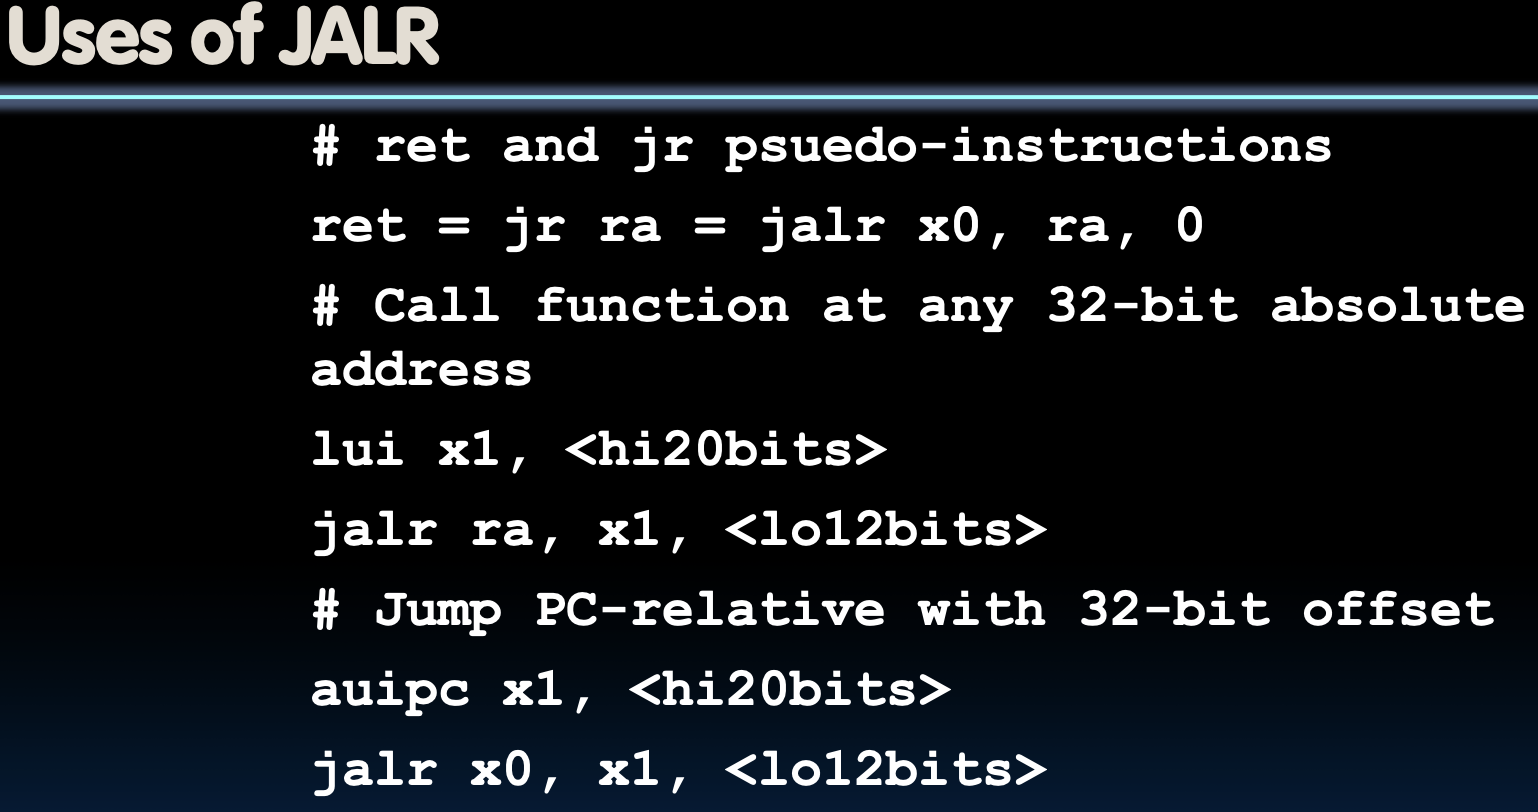 Uses of JALR
# ret and jr psuedo-instructions
ret = jr ra = jalr x0, ra, 0
# Call function at any 32-bit absolute
address
lui x1, <hi20bits>
jalr ra, x1, <lo12bits>
# Jump PC-relative with 32-bit offset
auipc x1, <hi20bits>
jalr x0, x1, <lo12bits>